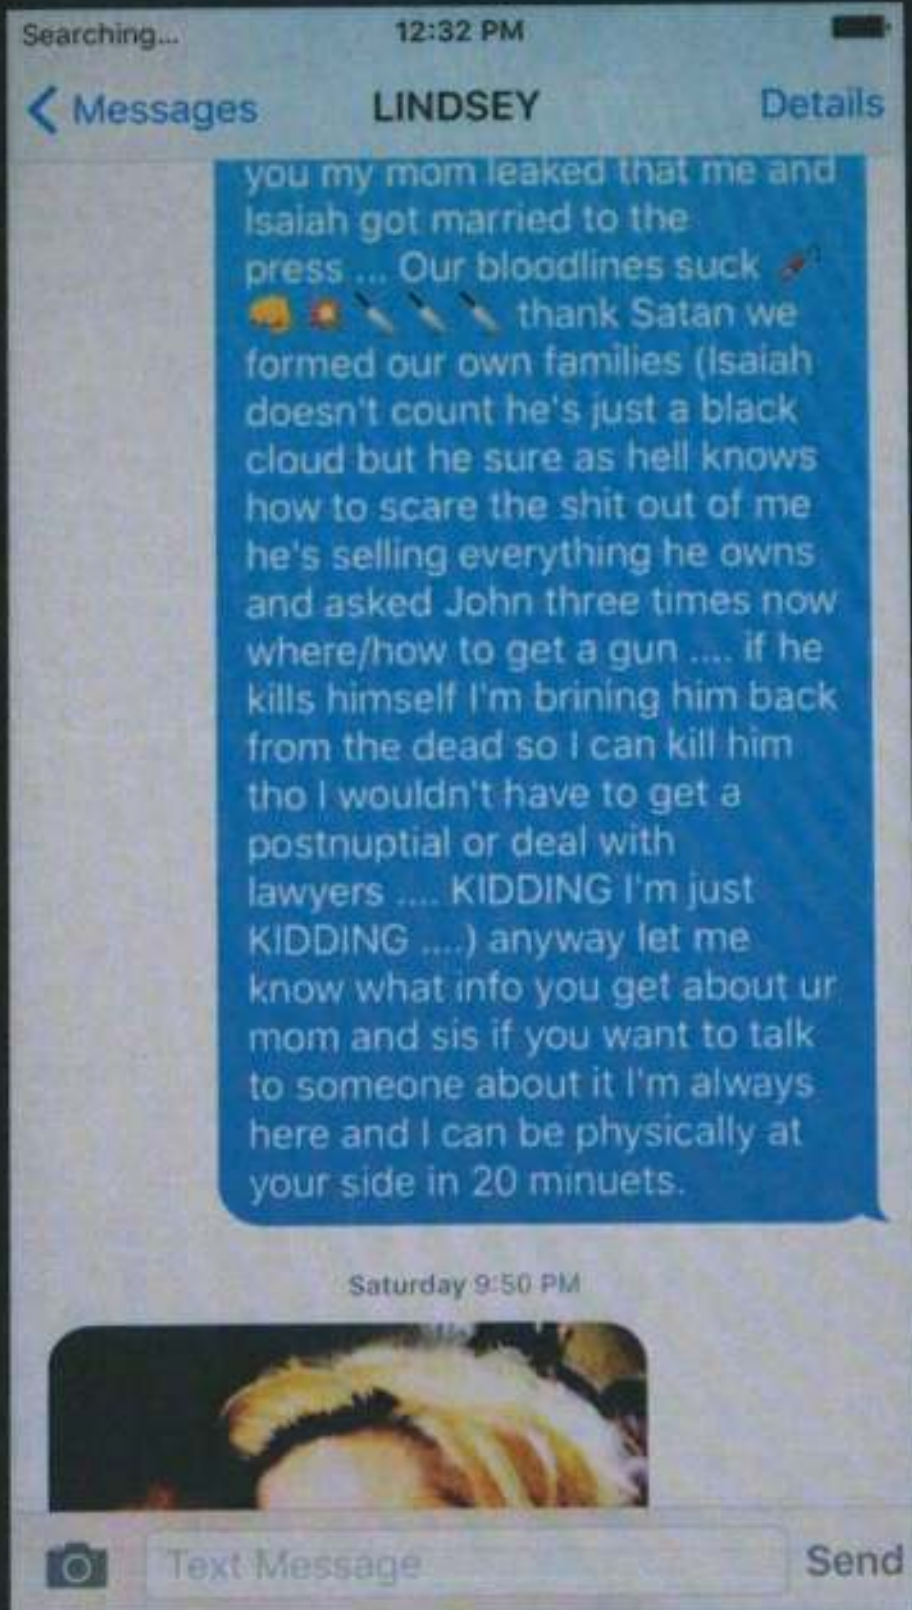 Searching...
12:32 PM
Messages
LINDSEY
Details
you my mom leaked that me and
Isaiah got married to the
press ... Our bloodlines suck
thank Satan we
formed our own families (Isaiah
doesn't count he's just a black
cloud but he sure as hell knows
how to scare the shit out of me
he's selling everything he owns
and asked John three times now
where/how to get a gun .... if he
kills himself I'm brining him back
from the dead so I can kill him
tho I wouldn't have to get a
postnuptial or deal with
lawyers .... KIDDING I'm just
KIDDING ....) anyway let me
know what info you get about ur
mom and sis if you want to talk
to someone about it I'm always
here and I can be physically at
your side in 20 minuets.
Saturday 9:50 PM
Text Message
Send